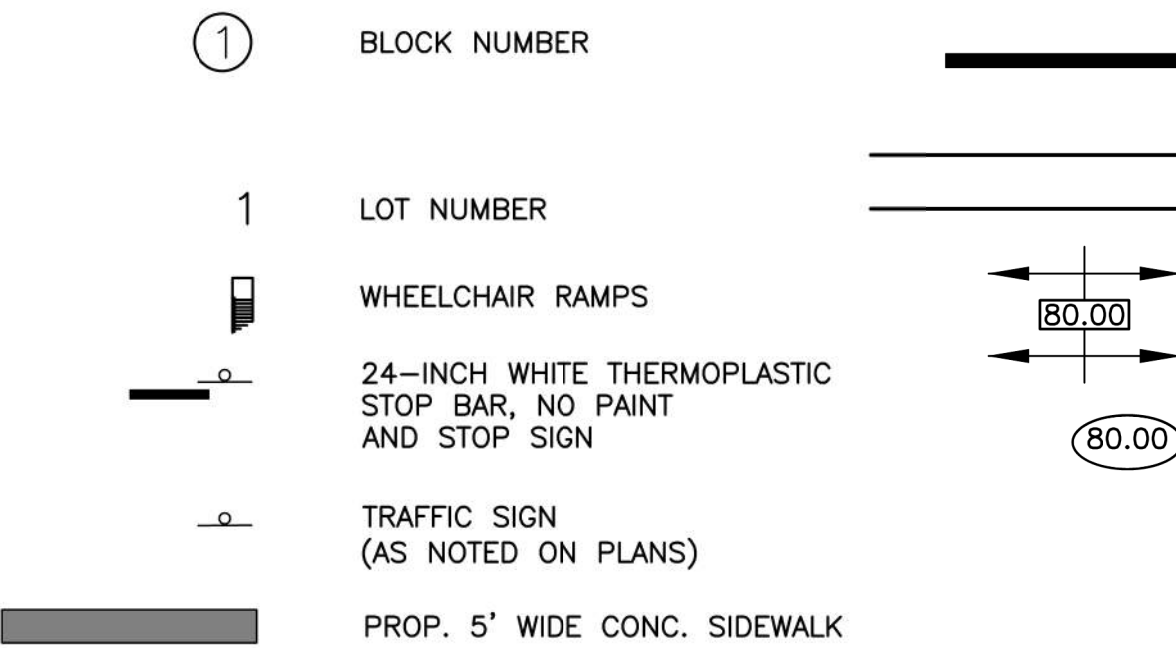 1 BLOCK NUMBER
1 LOT NUMBER
WHEELCHAIR RAMPS
24-INCH WHITE THERMOPLASTIC
STOP BAR, NO PAINT
AND STOP SIGN
TRAFFIC SIGN
(AS NOTED ON PLANS)
PROP. 5' WIDE CONC. SIDEWALK
80.00
80.00